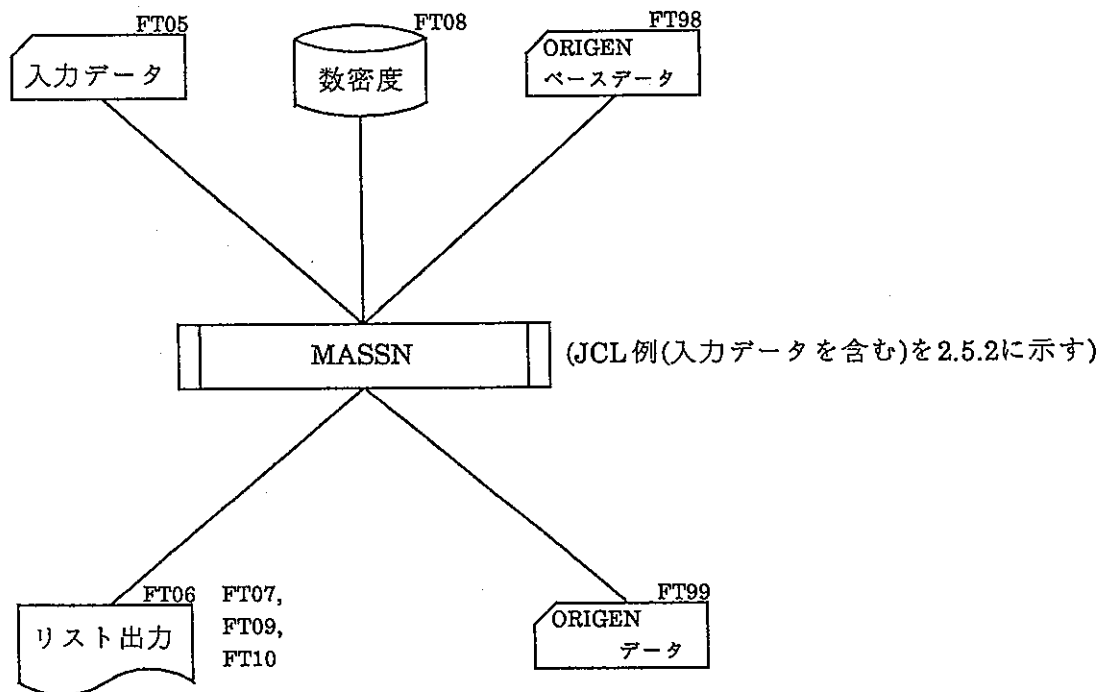 FT05
入力データ
FT08
数密度
FT98
ORIGEN
ベースデータ
MASSN
(JCL例(入力データを含む)を2.5.2に示す)
FT06
リスト出力
FT07,
FT09,
FT10
FT99
ORIGEN
データ